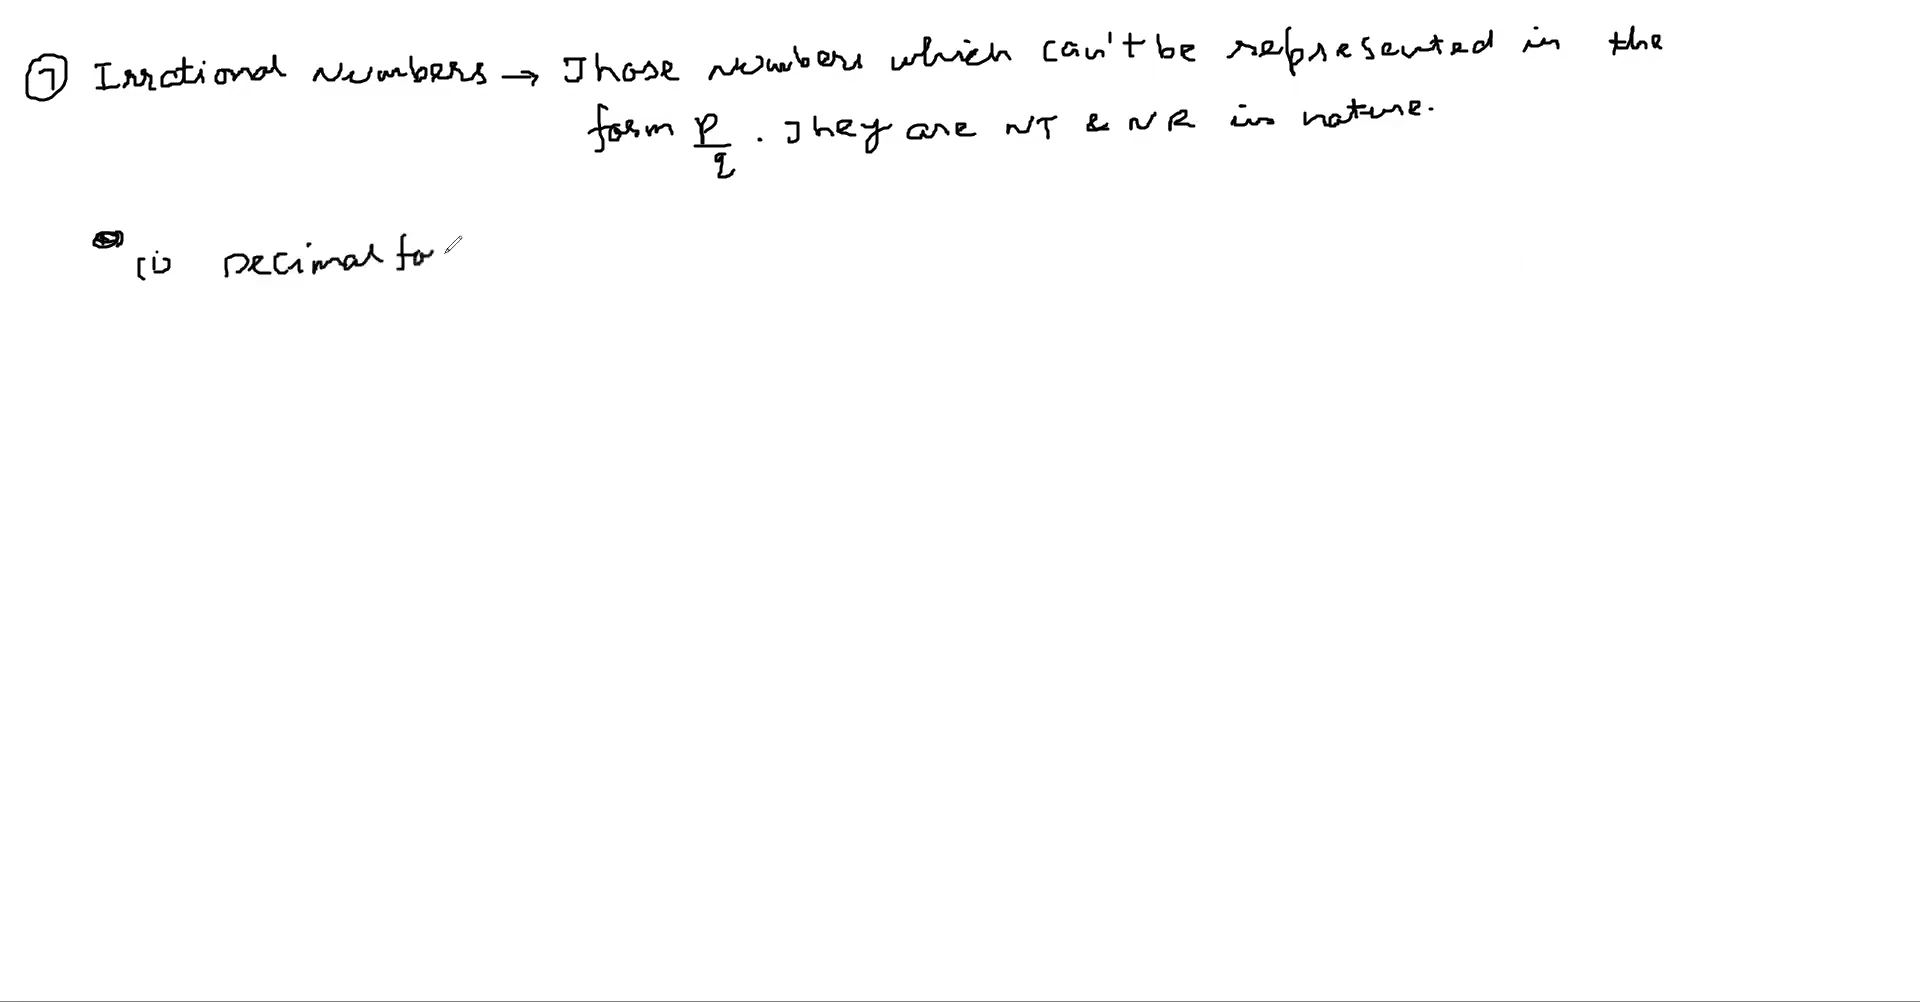 ⑦ Irrational Numbers → Those numbers which can't be represented in the
form p/q. They are NT & NR in nature.
(i) Decimal fo